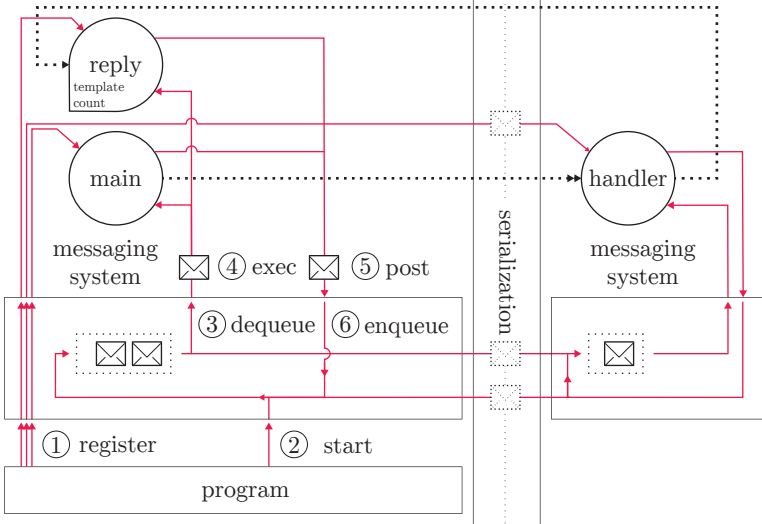 reply
template
count
main
handler
messaging
system
④ exec
⑤ post
serialization
messaging
system
③ dequeue
⑥ enqueue
① register
② start
program